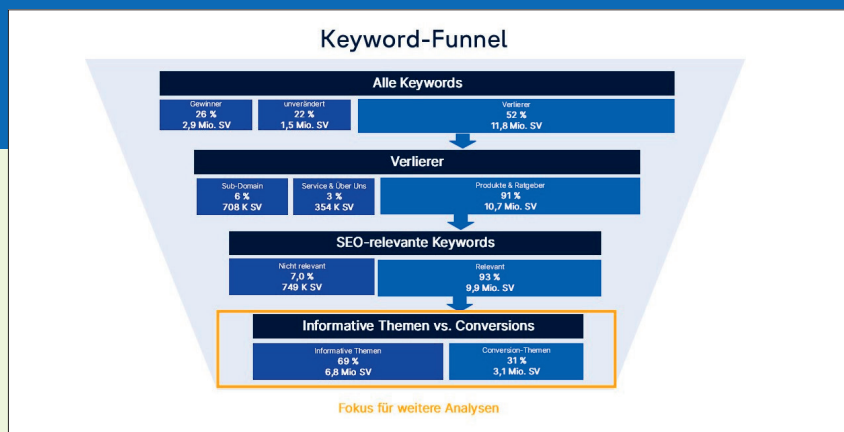 Keyword-Funnel
Alle Keywords
Gewinner
26 %
2,9 Mio. SV
unverändert
22 %
1,5 Mio. SV
Verlierer
52 %
11,8 Mio. SV
Verlierer
Sub-Domain
6 %
708 K SV
Service & Über Uns
3 %
354 K SV
Produkte & Ratgeber
91 %
10,7 Mio. SV
SEO-relevante Keywords
Nicht relevant
7,0 %
749 K SV
Relevant
93 %
9,9 Mio. SV
Informative Themen vs. Conversions
Informative Themen
69 %
6,8 Mio SV
Conversion-Themen
31 %
3,1 Mio. SV
Fokus für weitere Analysen